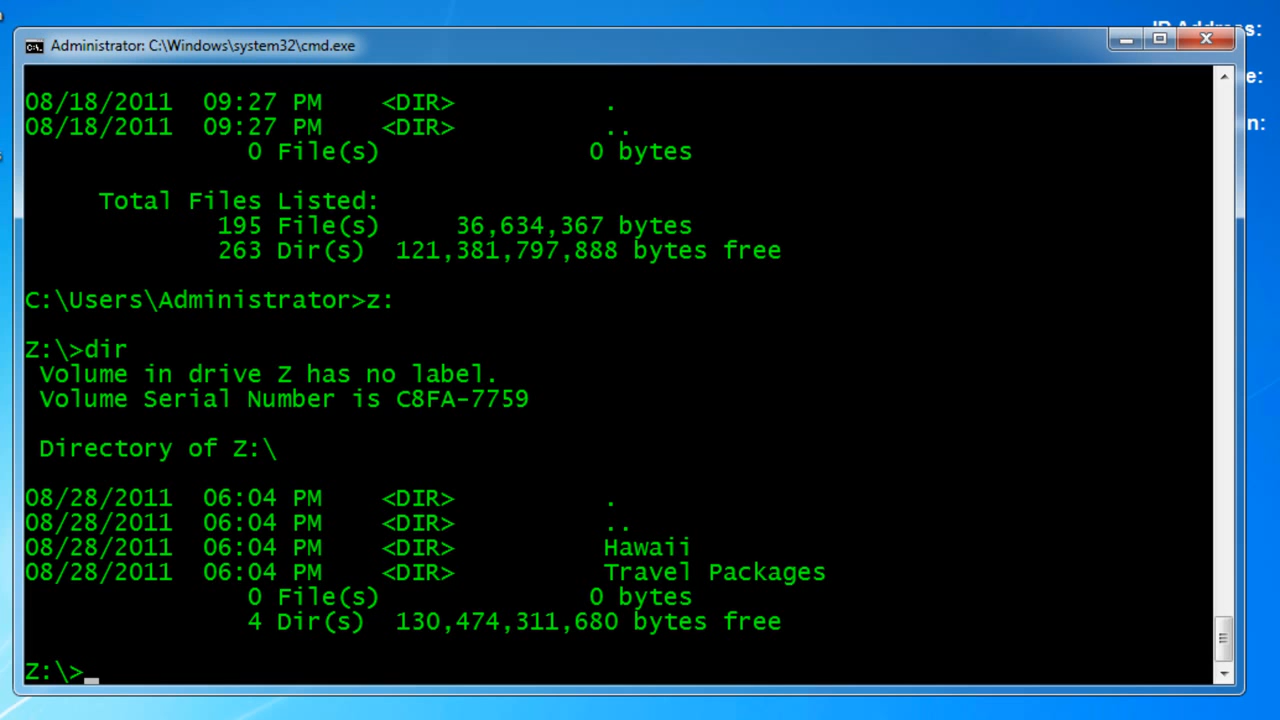 IP Address:
Administrator: C:\Windows\system32\cmd.exe
08/18/2011  09:27 PM    <DIR>          .
08/18/2011  09:27 PM    <DIR>          ..
               0 File(s)              0 bytes
     Total Files Listed:
             195 File(s)     36,634,367 bytes
             263 Dir(s)  121,381,797,888 bytes free
C:\Users\Administrator>z:
Z:\>dir
 Volume in drive Z has no label.
 Volume Serial Number is C8FA-7759
 Directory of Z:\
08/28/2011  06:04 PM    <DIR>          .
08/28/2011  06:04 PM    <DIR>          ..
08/28/2011  06:04 PM    <DIR>          Hawaii
08/28/2011  06:04 PM    <DIR>          Travel Packages
               0 File(s)              0 bytes
               4 Dir(s)  130,474,311,680 bytes free
Z:\>